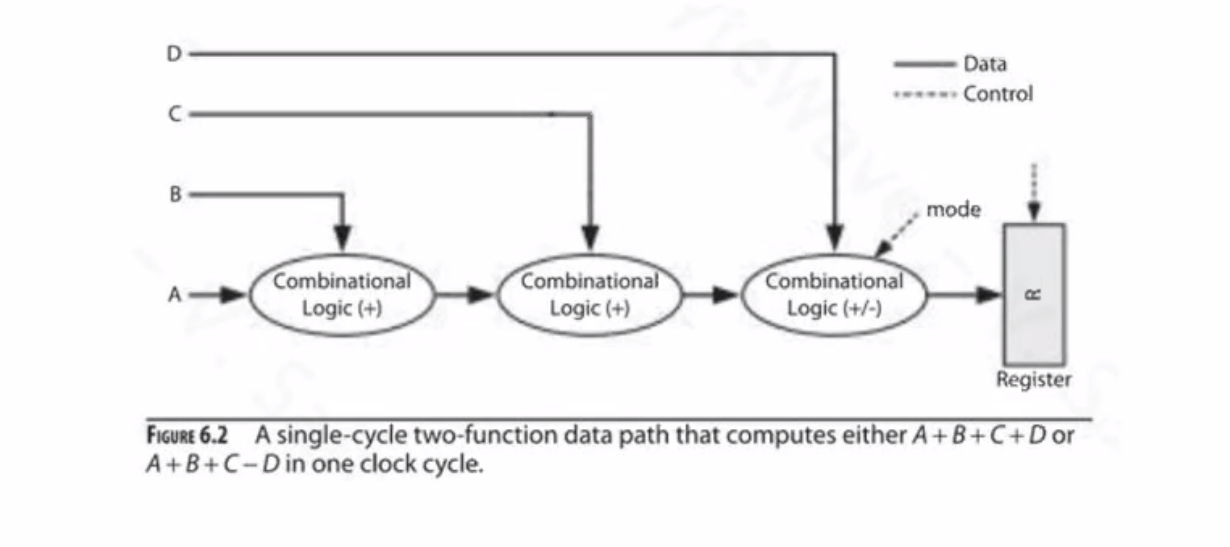 D
Data
Control
C
B
mode
A
Combinational
Logic (+)
Combinational
Logic (+)
Combinational
Logic (+/-)
R
Register
FIGURE 6.2 A single-cycle two-function data path that computes either A + B + C + D or
A + B + C – D in one clock cycle.